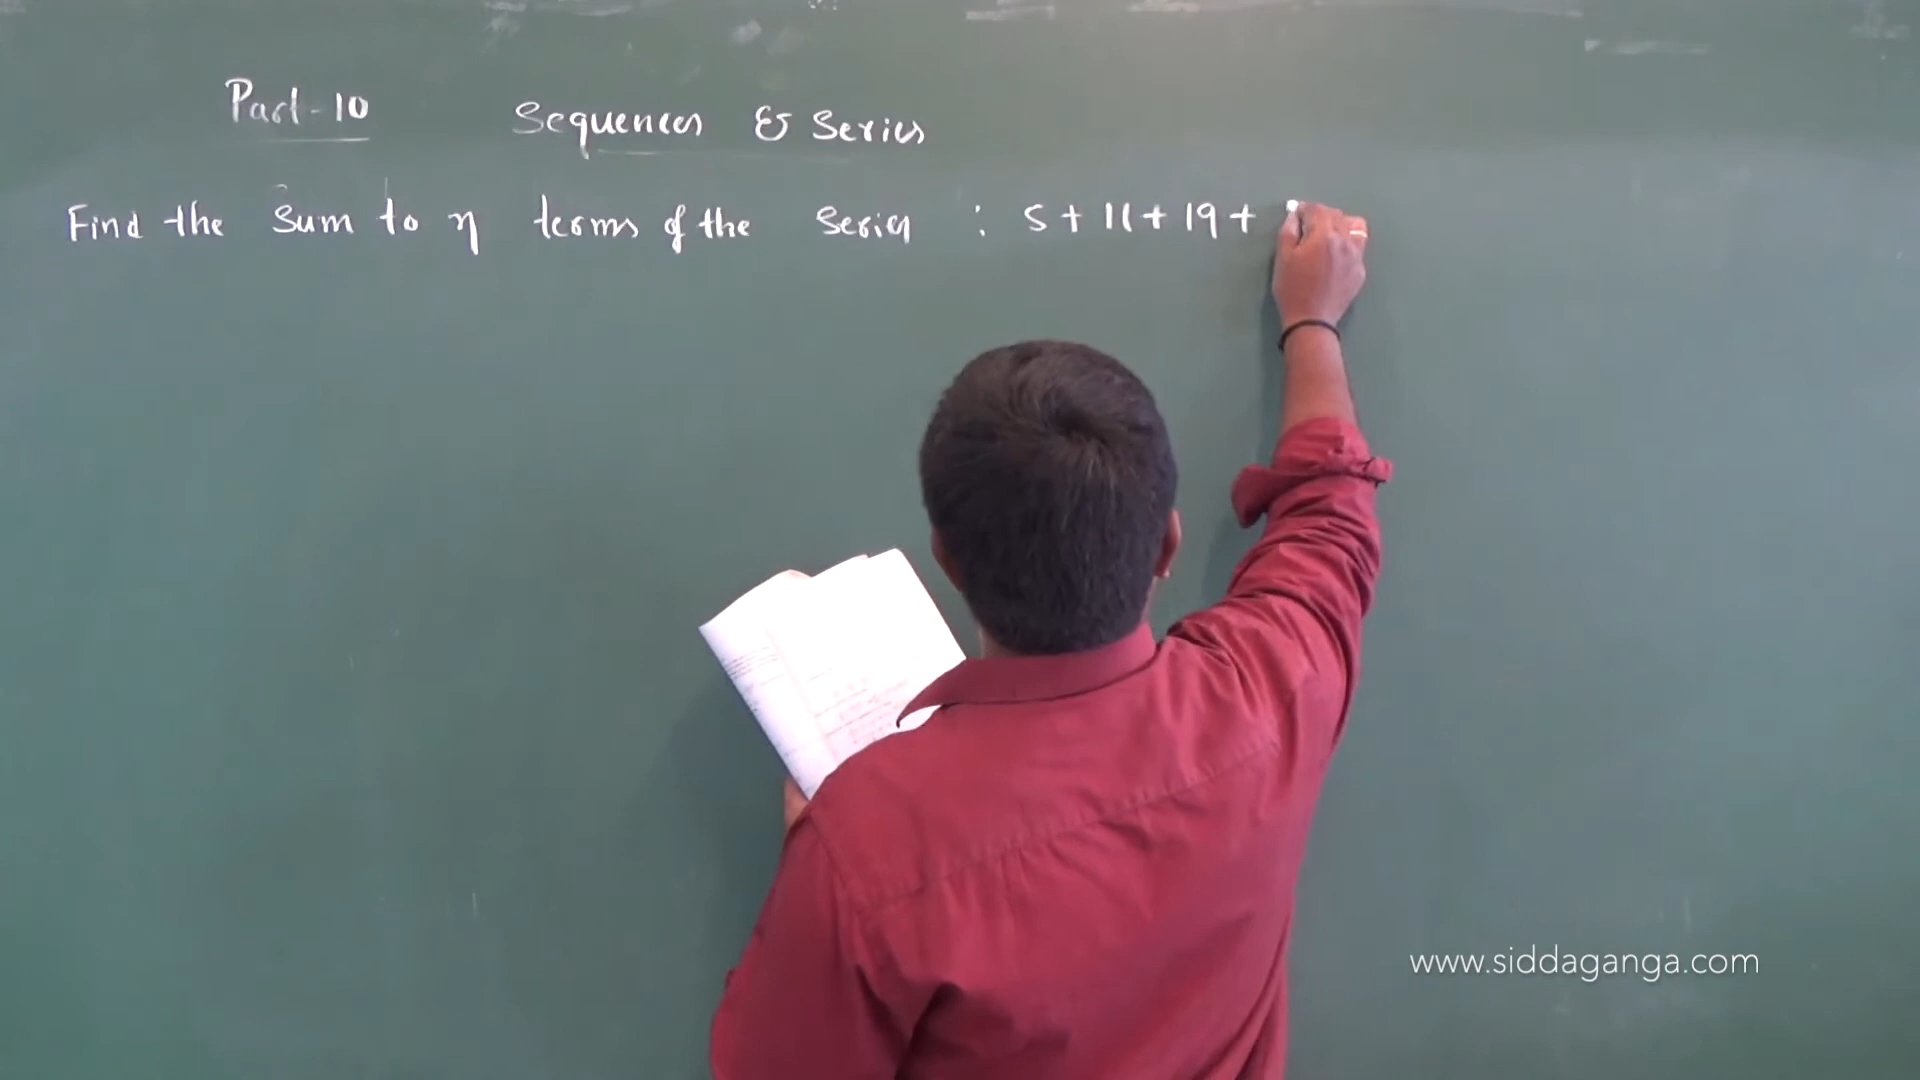 Part-10 Sequences & Series
Find the Sum to n terms of the Series : 5 + 11 + 19 +
www.siddaganga.com